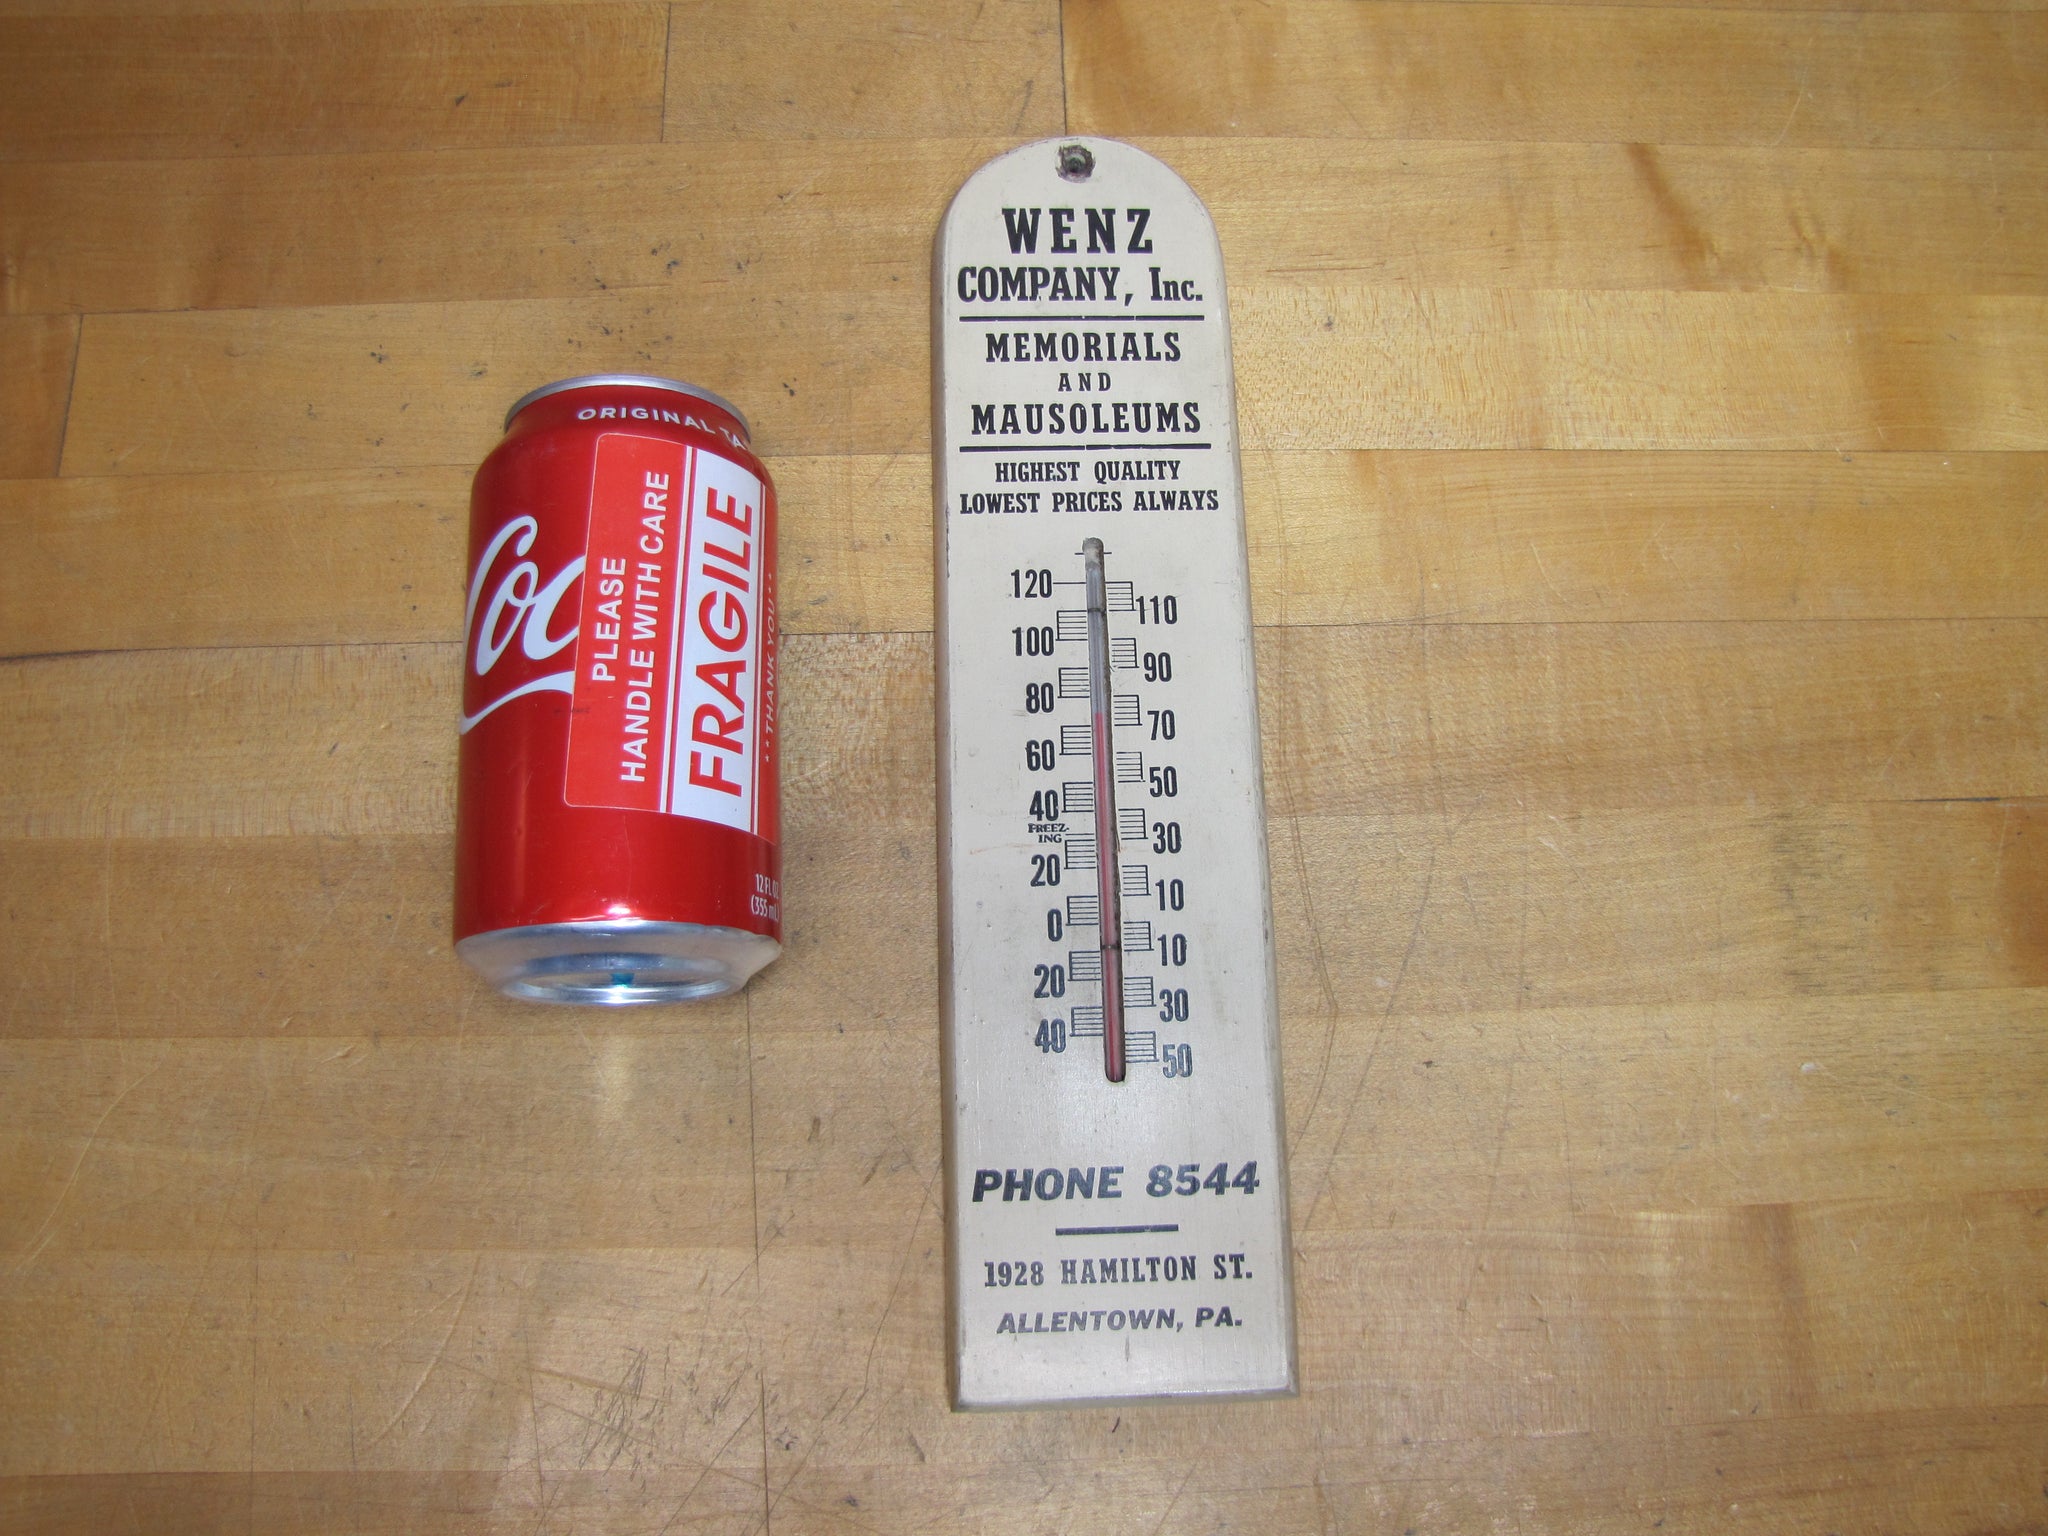 ORIGINAL TA
Coc
PLEASE
HANDLE WITH CARE
FRAGILE
***THANK YOU***
12 FL OZ
(355 mL)
WENZ
COMPANY, Inc.
MEMORIALS
AND
MAUSOLEUMS
HIGHEST QUALITY
LOWEST PRICES ALWAYS
120
110
100
90
80
70
60
50
40
FREEZ-
ING
30
20
10
0
10
20
30
40
50
PHONE 8544
1928 HAMILTON ST.
ALLENTOWN, PA.